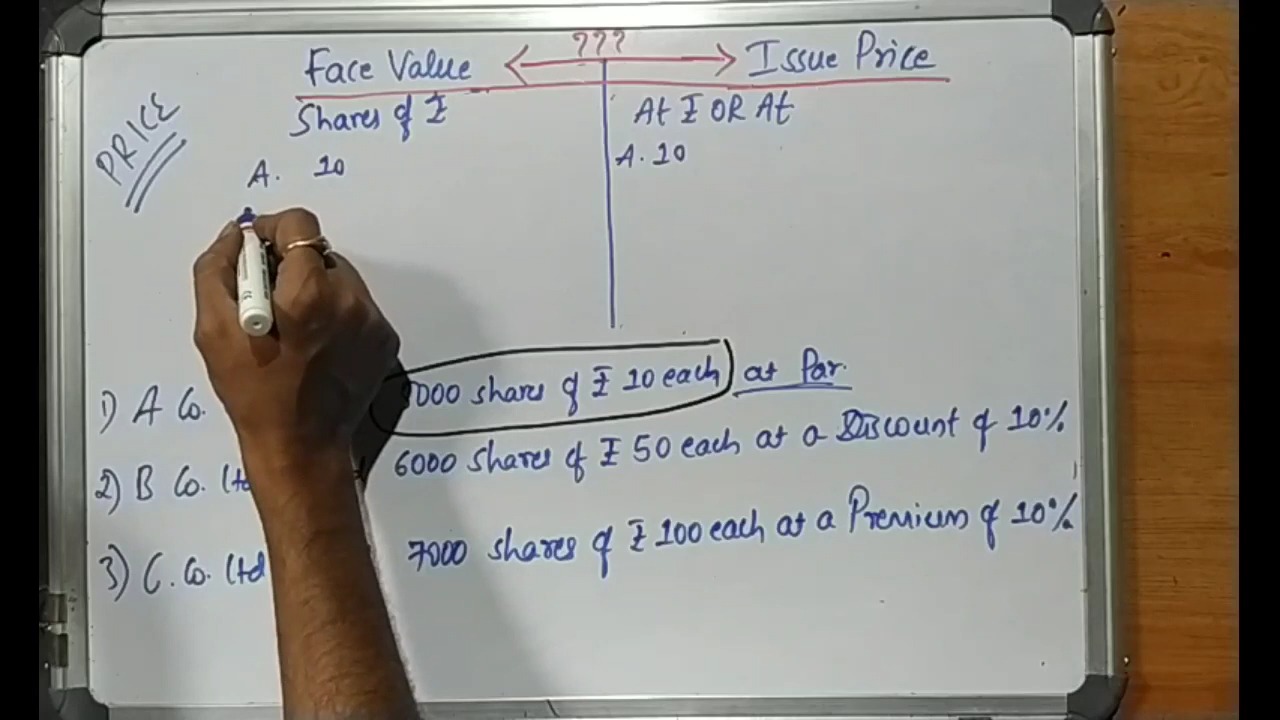 ???
Face Value Issue Price
PRICE
Shares of ₹ At ₹ OR At
A. 10 A. 10
1) A Co. 000 shares of ₹ 10 each at Par.
2) B Co. Ltd 6000 shares of ₹ 50 each at a Discount of 10%
3) C. Co. Ltd 7000 shares of ₹ 100 each at a Premium of 10%